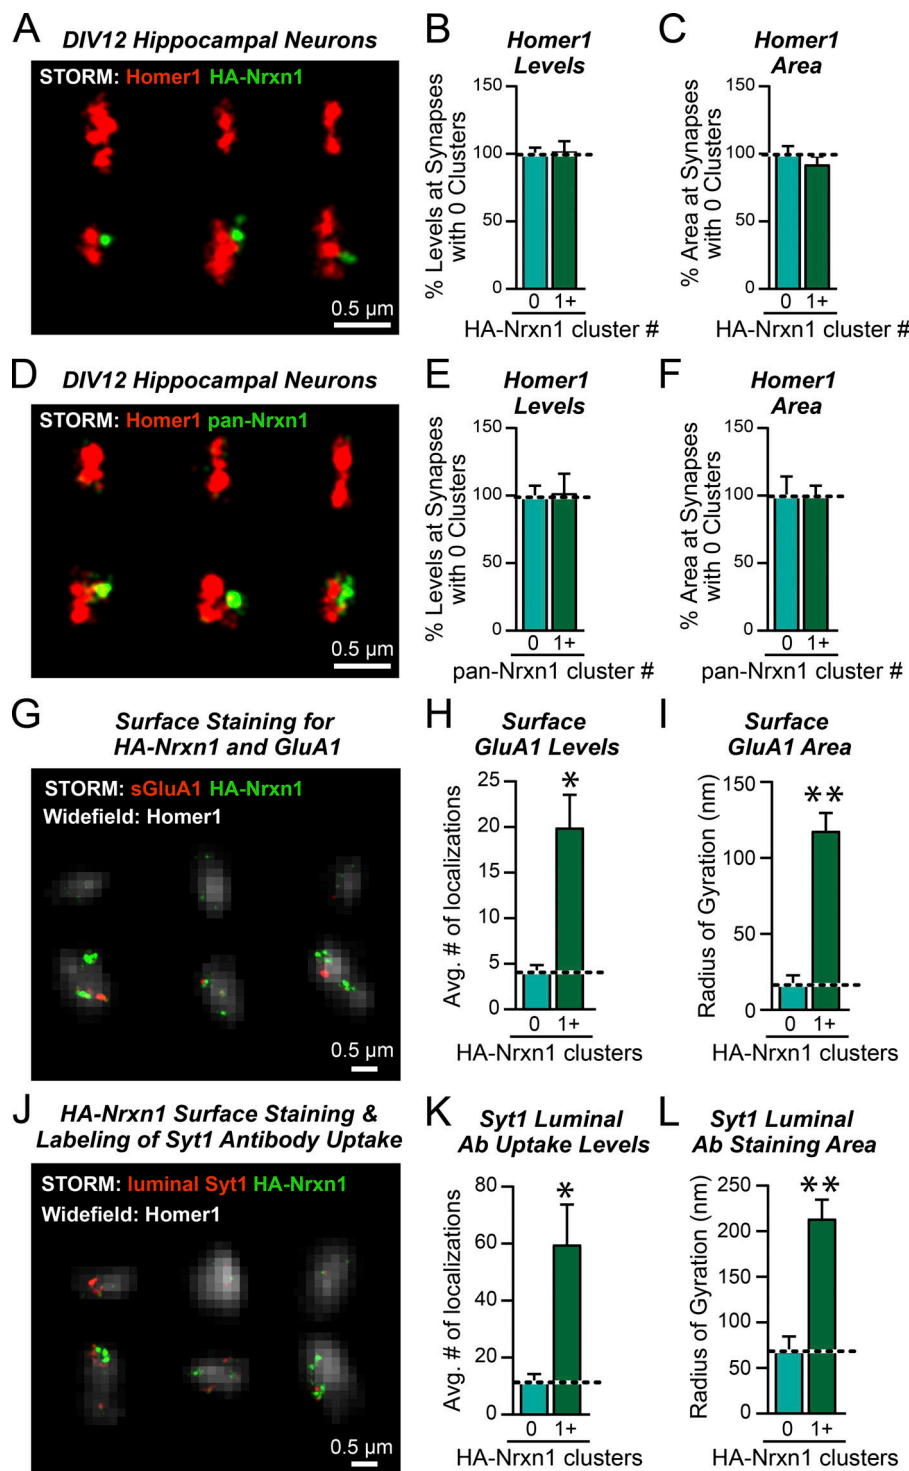 A
DIV12 Hippocampal Neurons
STORM: Homer1 HA-Nrxn1
0.5 µm
B
Homer1
Levels
% Levels at Synapses
with 0 Clusters
150
100
50
0
0 1+
HA-Nrxn1 cluster #
C
Homer1
Area
% Area at Synapses
with 0 Clusters
150
100
50
0
0 1+
HA-Nrxn1 cluster #
D
DIV12 Hippocampal Neurons
STORM: Homer1 pan-Nrxn1
0.5 µm
E
Homer1
Levels
% Levels at Synapses
with 0 Clusters
150
100
50
0
0 1+
pan-Nrxn1 cluster #
F
Homer1
Area
% Area at Synapses
with 0 Clusters
150
100
50
0
0 1+
pan-Nrxn1 cluster #
G
Surface Staining for
HA-Nrxn1 and GluA1
STORM: sGluA1 HA-Nrxn1
Widefield: Homer1
0.5 µm
H
Surface
GluA1 Levels
Avg. # of localizations
25
20
15
10
5
0
*
0 1+
HA-Nrxn1 clusters
I
Surface
GluA1 Area
Radius of Gyration (nm)
150
100
50
0
**
0 1+
HA-Nrxn1 clusters
J
HA-Nrxn1 Surface Staining &
Labeling of Syt1 Antibody Uptake
STORM: luminal Syt1 HA-Nrxn1
Widefield: Homer1
0.5 µm
K
Syt1 Luminal
Ab Uptake Levels
Avg. # of localizations
80
60
40
20
0
*
0 1+
HA-Nrxn1 clusters
L
Syt1 Luminal
Ab Staining Area
Radius of Gyration (nm)
250
200
150
100
50
0
**
0 1+
HA-Nrxn1 clusters